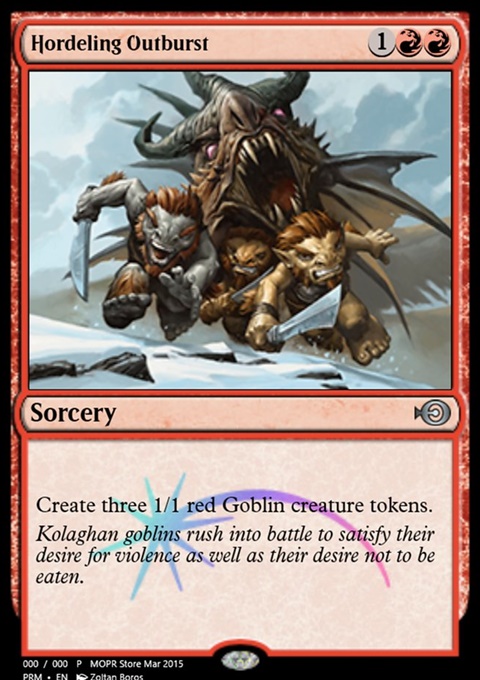 Hordeling Outburst 1
Sorcery
Create three 1/1 red Goblin creature tokens.
Kolaghan goblins rush into battle to satisfy their
desire for violence as well as their desire not to be
eaten.
000 / 000 P MOPR Store Mar 2015
PRM • EN Zoltan Boros